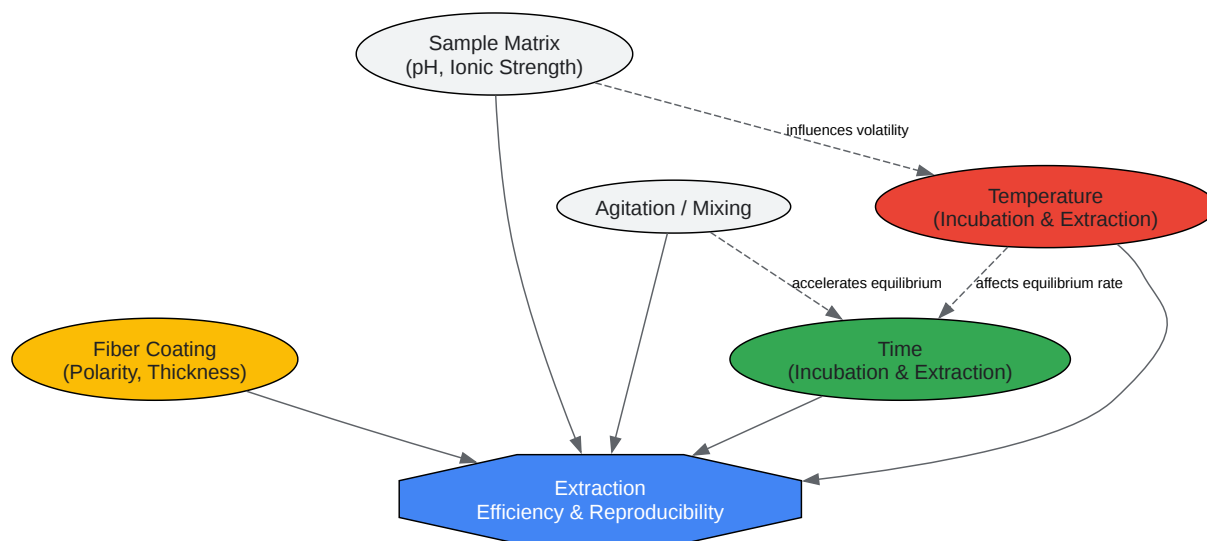 Sample Matrix
(pH, Ionic Strength)
influences volatility
Agitation / Mixing
Temperature
(Incubation & Extraction)
accelerates equilibrium
affects equilibrium rate
Fiber Coating
(Polarity, Thickness)
Time
(Incubation & Extraction)
Extraction
Efficiency & Reproducibility